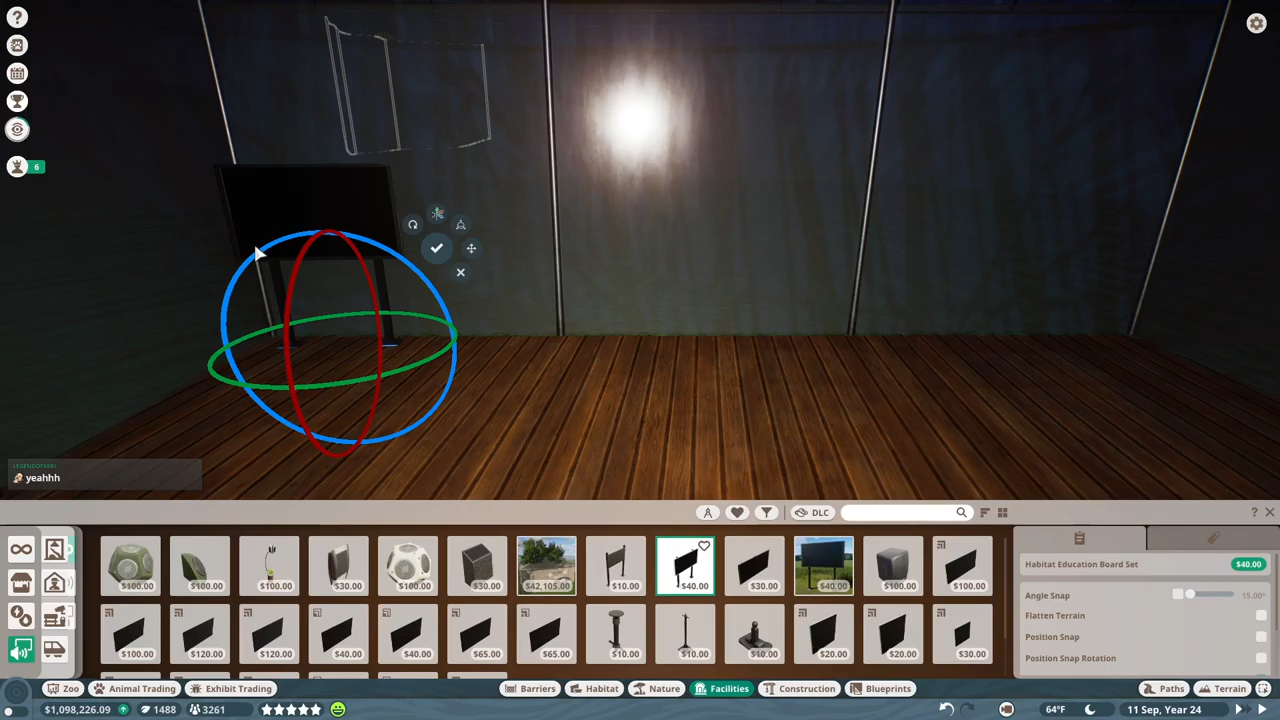 ?
6
LEGENDOFKERI
yeahhh
DLC
?
$100.00
$100.00
$100.00
$30.00
$100.00
$30.00
$42,105.00
$10.00
$40.00
$30.00
$40.00
$100.00
$100.00
$100.00
$120.00
$120.00
$40.00
$40.00
$65.00
$65.00
$10.00
$10.00
$10.00
$20.00
$20.00
$30.00
Habitat Education Board Set
$40.00
Angle Snap
15.00°
Flatten Terrain
Position Snap
Position Snap Rotation
Zoo
Animal Trading
Exhibit Trading
Barriers
Habitat
Nature
Facilities
Construction
Blueprints
Paths
Terrain
$1,098,226.09
1488
3261
64°F
11 Sep, Year 24